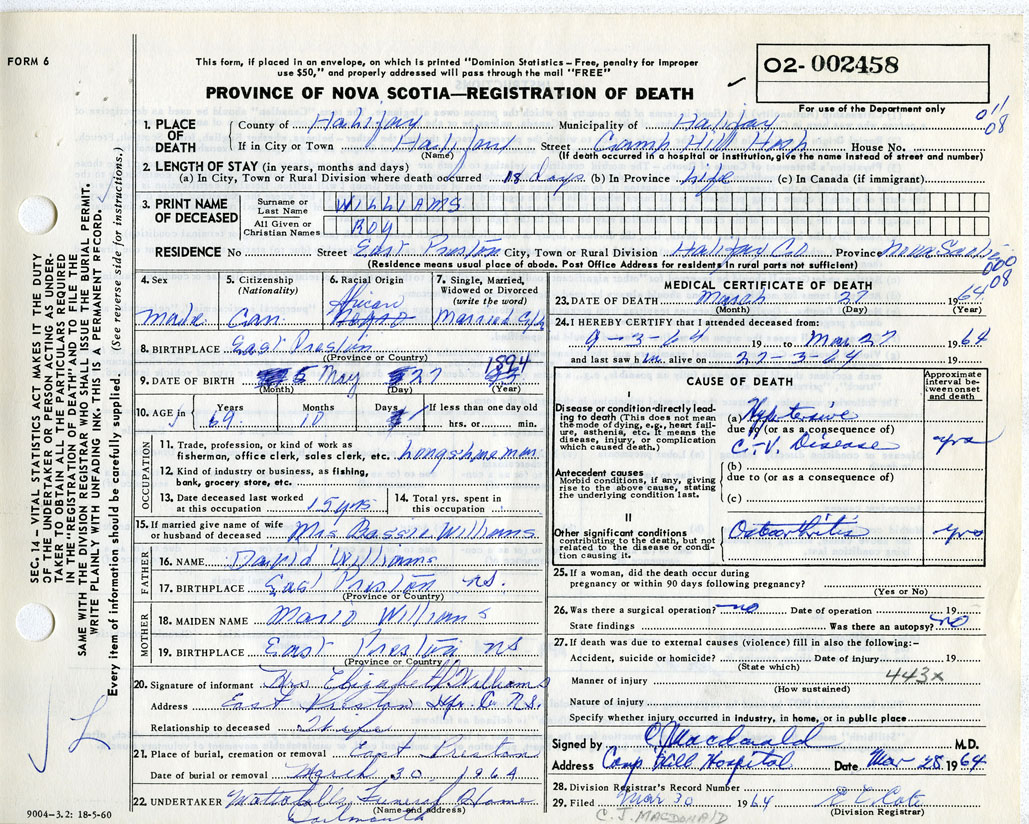 FORM 6
This form, if placed in an envelope, on which is printed "Dominion Statistics – Free, penalty for improper
use $50," and properly addressed will pass through the mail "FREE"
PROVINCE OF NOVA SCOTIA—REGISTRATION OF DEATH
02-002458
For use of the Department only
011
08
1. PLACE OF DEATH
County of Halifax Municipality of Halifax
If in City or Town Halifax Street Camp Hill Hosp House No.
(Name) (If death occurred in a hospital or institution, give the name instead of street and number)
2. LENGTH OF STAY (in years, months and days)
(a) In City, Town or Rural Division where death occurred 18 days (b) In Province life (c) In Canada (if immigrant)
3. PRINT NAME OF DECEASED
Surname or Last Name WILLIAMS
All Given or Christian Names ROY
RESIDENCE No Street East Preston City, Town or Rural Division Halifax Co Province Nova Scotia
(Residence means usual place of abode. Post Office Address for residents in rural parts not sufficient)
000
08
4. Sex
Male
5. Citizenship
(Nationality)
Can.
6. Racial Origin
African
Negro
7. Single, Married, Widowed or Divorced
(write the word)
Married
8. BIRTHPLACE East Preston
(Province or Country)
9. DATE OF BIRTH 5 May 27 1894
(Month) (Day) (Year)
10. AGE in Years Months Days If less than one day old
69 10 hrs. or min.
OCCUPATION
11. Trade, profession, or kind of work as
fisherman, office clerk, sales clerk, etc. longshoreman
12. Kind of industry or business, as fishing,
bank, grocery store, etc.
13. Date deceased last worked
at this occupation 15 yrs
14. Total yrs. spent in
this occupation
15. If married give name of wife
or husband of deceased Mrs Williams
FATHER
16. NAME David Williams
17. BIRTHPLACE East Preston NS.
(Province or Country)
MOTHER
18. MAIDEN NAME Williams
19. BIRTHPLACE East Preston NS
(Province or Country)
20. Signature of informant Mrs Elizabeth Williams
Address East Preston Hfx. Co N.S.
Relationship to deceased
21. Place of burial, cremation or removal East Preston
Date of burial or removal March 30, 1964
22. UNDERTAKER Funeral Home
(Name and address)
Dartmouth
9004-3.2: 18-5-60
MEDICAL CERTIFICATE OF DEATH
23. DATE OF DEATH March 27 1964.
(Month) (Day) (Year)
24. I HEREBY CERTIFY that I attended deceased from:
9-3-64 19 to Mar 27 1964
and last saw him alive on 27-3-64 19
CAUSE OF DEATH
Approximate interval between onset and death
I
Disease or condition directly leading to death (This does not mean the mode of dying, e.g., heart failure, asthenia, etc. It means the disease, injury, or complication which caused death.)
(a) Hypertensive
due to (or as a consequence of)
C.-V. Disease yrs
Antecedent causes
Morbid conditions, if any, giving rise to the above cause, stating the underlying condition last.
(b)
due to (or as a consequence of)
(c)
II
Other significant conditions
contributing to the death, but not related to the disease or condition causing it.
Osteoarthritis yrs
25. If a woman, did the death occur during
pregnancy or within 90 days following pregnancy?
(Yes or No)
26. Was there a surgical operation? no Date of operation 19
State findings Was there an autopsy? no
27. If death was due to external causes (violence) fill in also the following:–
Accident, suicide or homicide? Date of injury 19
(State which)
Manner of injury 443x
(How sustained)
Nature of injury
Specify whether injury occurred in industry, in home, or in public place
Signed by C Macdonald M.D.
Address Camp Hill Hospital Date Mar 28 1964
28. Division Registrar's Record Number
29. Filed Mar 30 1964
(Division Registrar)
C. J. MACDONALD
SEC. 14 – VITAL STATISTICS ACT MAKES IT THE DUTY
OF THE UNDERTAKER OR PERSON ACTING AS UNDER-
TAKER TO OBTAIN ALL THE PARTICULARS REQUIRED
IN THE "REGISTRATION OF DEATH" AND TO FILE THE
SAME WITH THE DIVISION REGISTRAR WHO SHALL ISSUE THE BURIAL PERMIT.
WRITE PLAINLY WITH UNFADING INK. THIS IS A PERMANENT RECORD.
Every item of information should be carefully supplied. (See reverse side for instructions.)